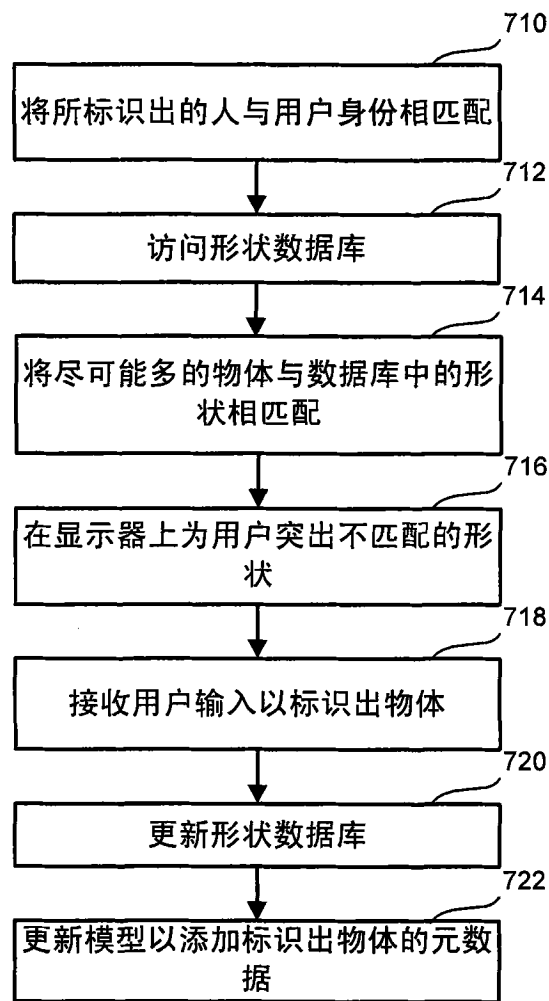 710
将所标识出的人与用户身份相匹配
712
访问形状数据库
714
将尽可能多的物体与数据库中的形
状相匹配
716
在显示器上为用户突出不匹配的形
状
718
接收用户输入以标识出物体
720
更新形状数据库
722
更新模型以添加标识出物体的元数
据